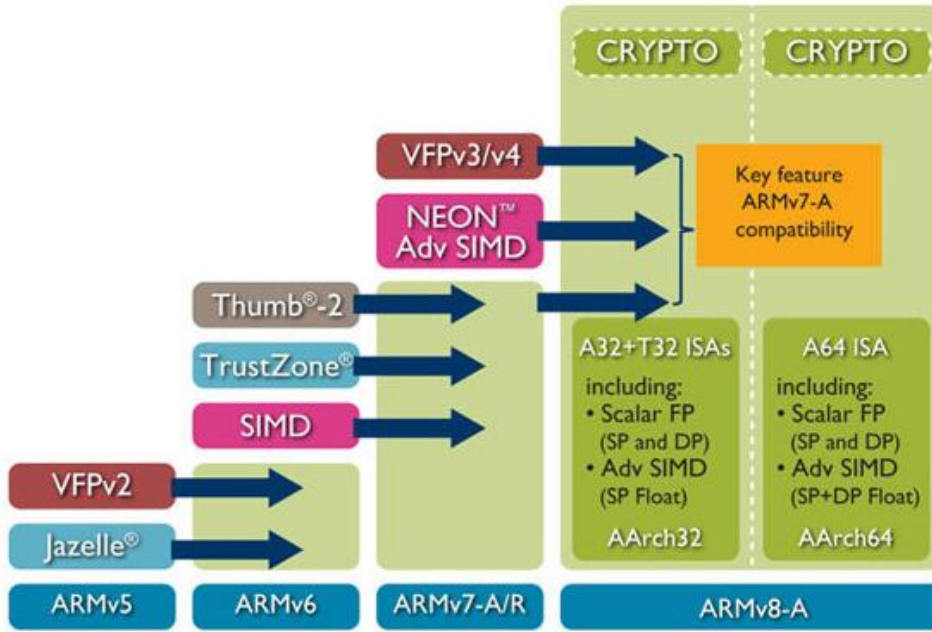 CRYPTO
CRYPTO
VFPv3/v4
Key feature
ARMv7-A
compatibility
NEON™
Adv SIMD
Thumb®-2
TrustZone®
SIMD
A32+T32 ISAs
including:
• Scalar FP
(SP and DP)
• Adv SIMD
(SP Float)
AArch32
A64 ISA
including:
• Scalar FP
(SP and DP)
• Adv SIMD
(SP+DP Float)
AArch64
VFPv2
Jazelle®
ARMv5
ARMv6
ARMv7-A/R
ARMv8-A